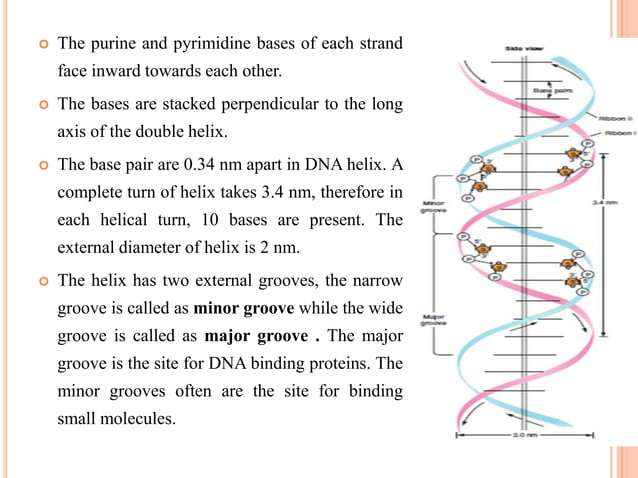 The purine and pyrimidine bases of each strand
face inward towards each other.
The bases are stacked perpendicular to the long
axis of the double helix.
The base pair are 0.34 nm apart in DNA helix. A
complete turn of helix takes 3.4 nm, therefore in
each helical turn, 10 bases are present. The
external diameter of helix is 2 nm.
The helix has two external grooves, the narrow
groove is called as minor groove while the wide
groove is called as major groove . The major
groove is the site for DNA binding proteins. The
minor grooves often are the site for binding
small molecules.
Side view
Base pairs
Ribbon II
Ribbon I
Minor
groove
3.4 nm
Major
groove
2.0 nm